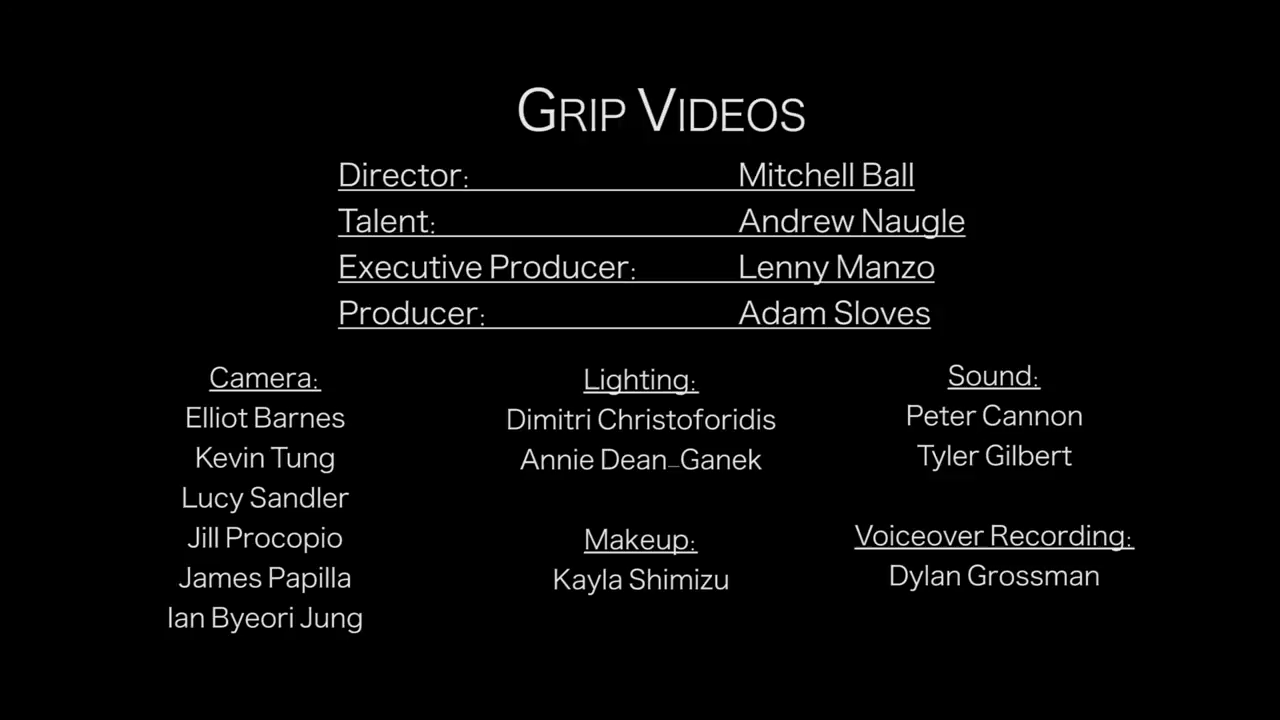 GRIP VIDEOS
Director: Mitchell Ball
Talent: Andrew Naugle
Executive Producer: Lenny Manzo
Producer: Adam Sloves
Camera:
Elliot Barnes
Kevin Tung
Lucy Sandler
Jill Procopio
James Papilla
Ian Byeori Jung
Lighting:
Dimitri Christoforidis
Annie Dean-Ganek
Makeup:
Kayla Shimizu
Sound:
Peter Cannon
Tyler Gilbert
Voiceover Recording:
Dylan Grossman